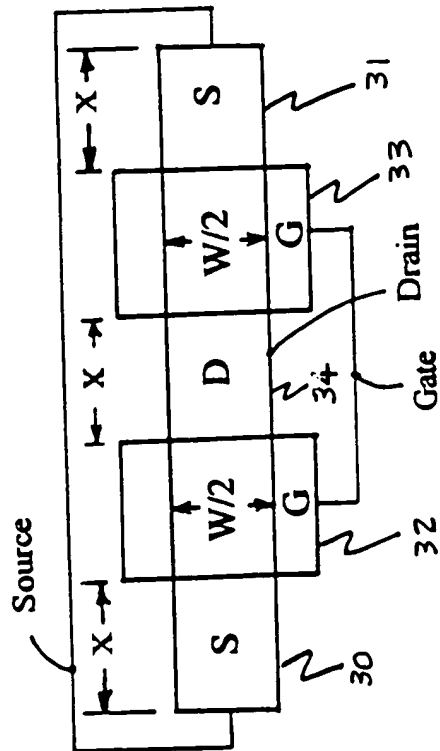 Source
X X X
S W/2 D W/2 S
G G
34
30 32 33 31
Drain
Gate